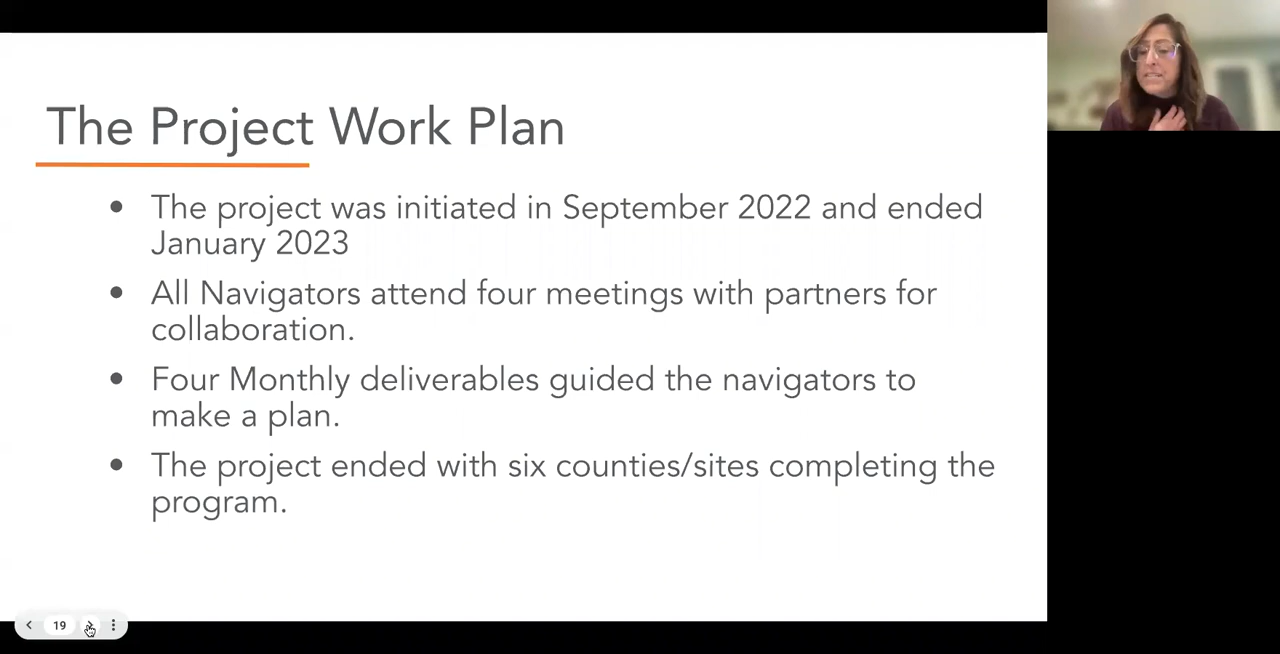 The Project Work Plan
• The project was initiated in September 2022 and ended
January 2023
• All Navigators attend four meetings with partners for
collaboration.
• Four Monthly deliverables guided the navigators to
make a plan.
• The project ended with six counties/sites completing the
program.
19